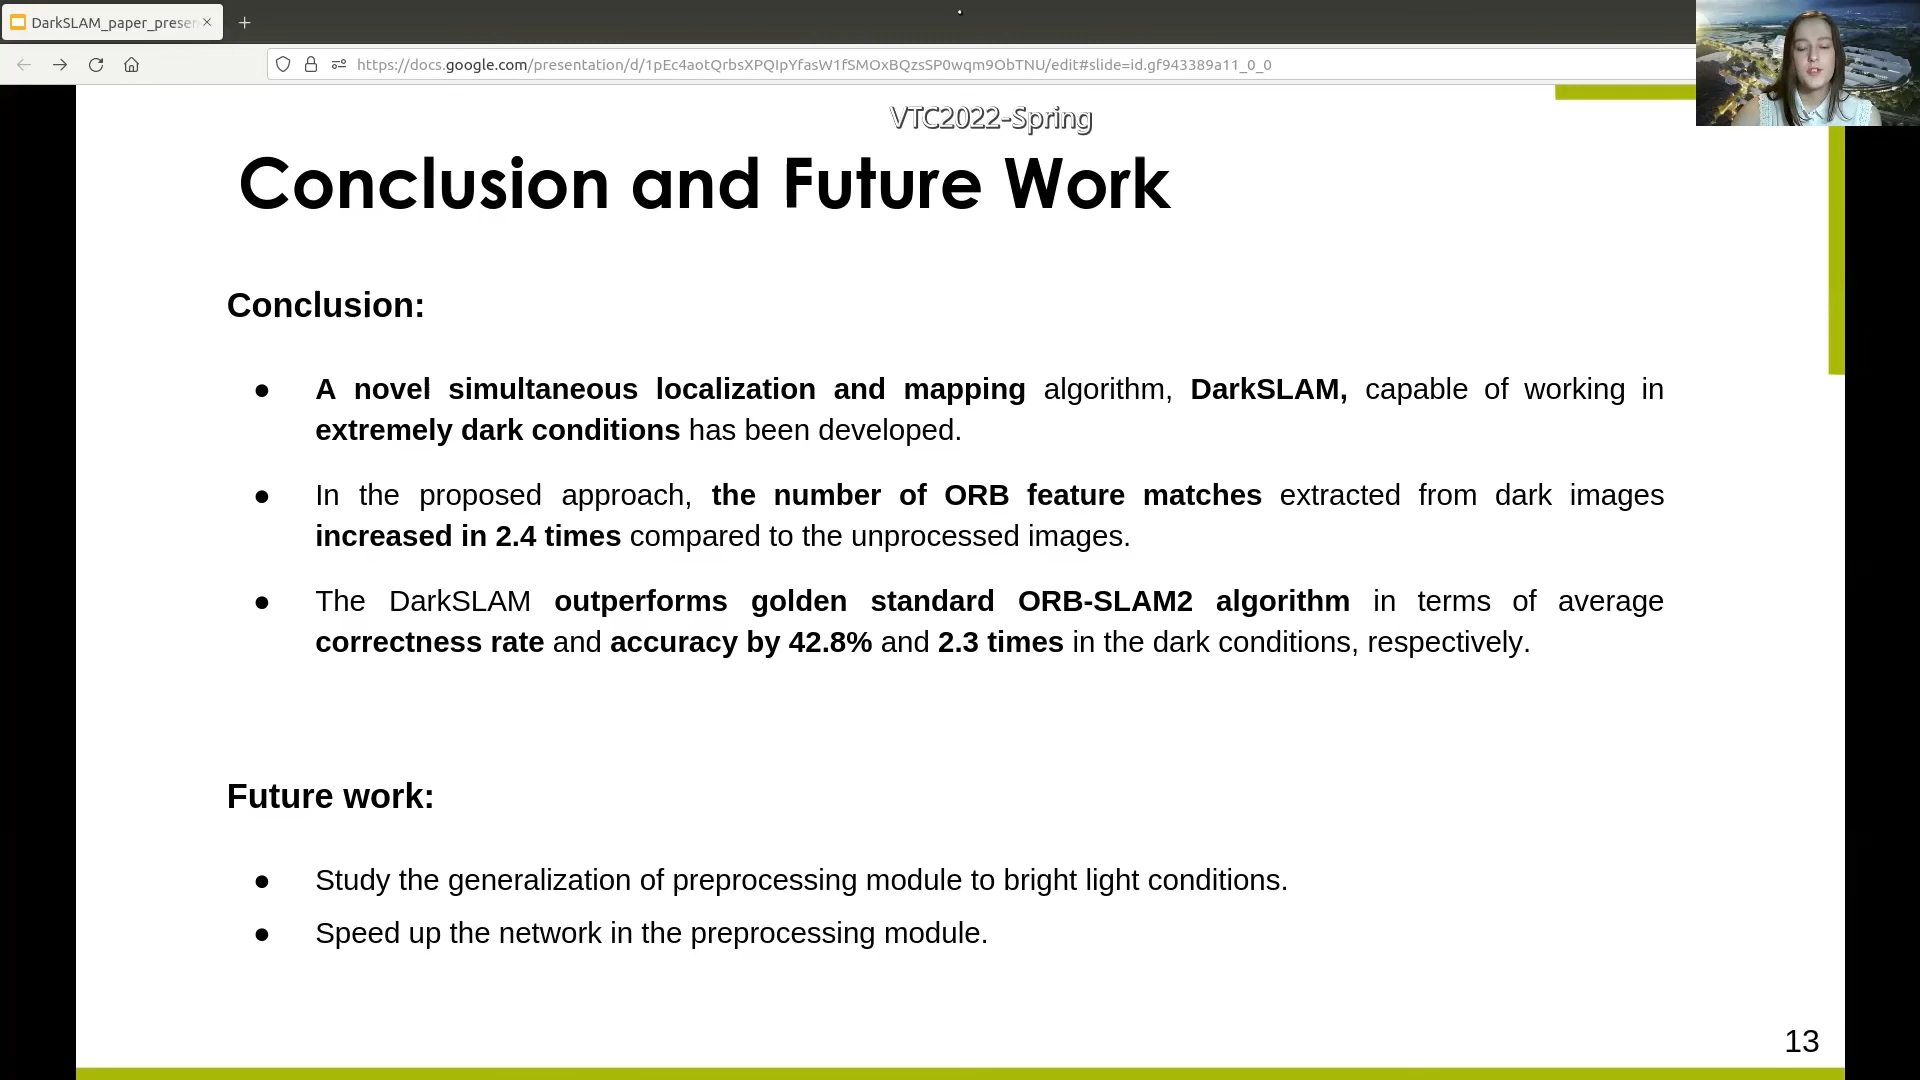 DarkSLAM_paper_prese
https://docs.google.com/presentation/d/1pEc4aotQrbsXPQIpYfasW1fSMOxBQzsSP0wqm9ObTNU/edit#slide=id.gf943389a11_0_0
VTC2022-Spring
Conclusion and Future Work
Conclusion:
● A novel simultaneous localization and mapping algorithm, DarkSLAM, capable of working in
extremely dark conditions has been developed.
● In the proposed approach, the number of ORB feature matches extracted from dark images
increased in 2.4 times compared to the unprocessed images.
● The DarkSLAM outperforms golden standard ORB-SLAM2 algorithm in terms of average
correctness rate and accuracy by 42.8% and 2.3 times in the dark conditions, respectively.
Future work:
● Study the generalization of preprocessing module to bright light conditions.
● Speed up the network in the preprocessing module.
13